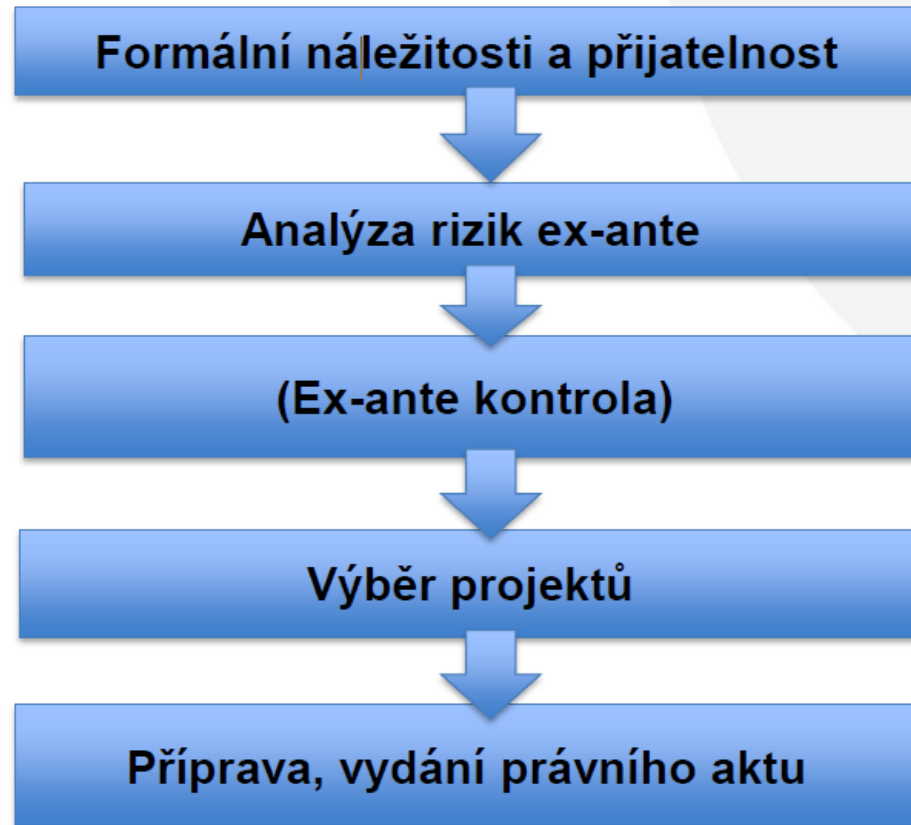 Formální náležitosti a přijatelnost
Analýza rizik ex-ante
(Ex-ante kontrola)
Výběr projektů
Příprava, vydání právního aktu